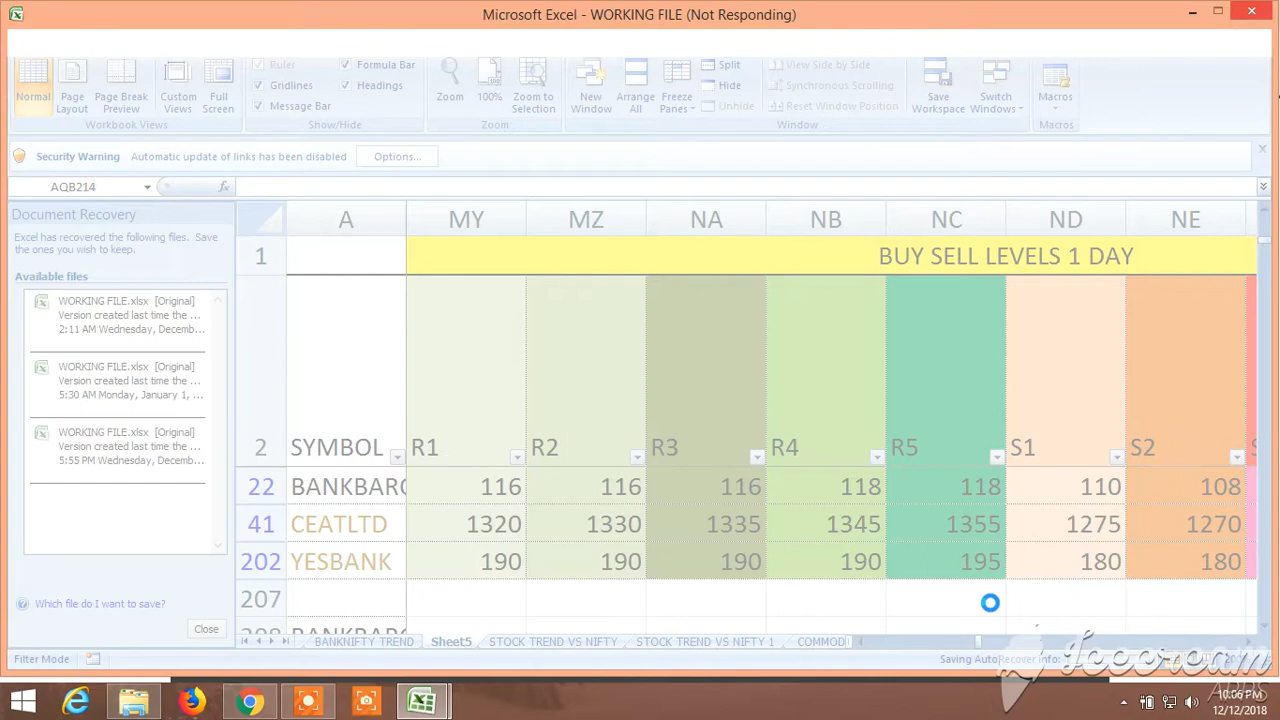 Microsoft Excel - WORKING FILE (Not Responding)
Normal
Page Layout
Page Break Preview
Custom Views
Full Screen
Workbook Views
Ruler
Formula Bar
Gridlines
Headings
Message Bar
Show/Hide
Zoom
100%
Zoom to Selection
Zoom
New Window
Arrange All
Freeze Panes
Split
Hide
Unhide
View Side by Side
Synchronous Scrolling
Reset Window Position
Window
Save Workspace
Switch Windows
Macros
Macros
Security Warning Automatic update of links has been disabled Options...
AQB214 fx
Document Recovery
Excel has recovered the following files. Save
the ones you wish to keep.
Available files
WORKING FILE.xlsx [Original]
Version created last time the ...
2:11 AM Wednesday, Decemb...
WORKING FILE.xlsx [Original]
Version created last time the ...
5:30 AM Monday, January 1, ...
WORKING FILE.xlsx [Original]
Version created last time the ...
5:55 PM Wednesday, Decemb...
Which file do I want to save?
Close
A MY MZ NA NB NC ND NE
1 BUY SELL LEVELS 1 DAY
2 SYMBOL R1 R2 R3 R4 R5 S1 S2 S
22 BANKBARO 116 116 116 118 118 110 108
41 CEATLTD 1320 1330 1335 1345 1355 1275 1270
202 YESBANK 190 190 190 190 195 180 180
207
208 BANKBARO
BANKNIFTY TREND Sheet5 STOCK TREND VS NIFTY STOCK TREND VS NIFTY 1 COMMOD
Filter Mode
Saving AutoRecover info:
Icecream
APPS
10:06 PM
12/12/2018